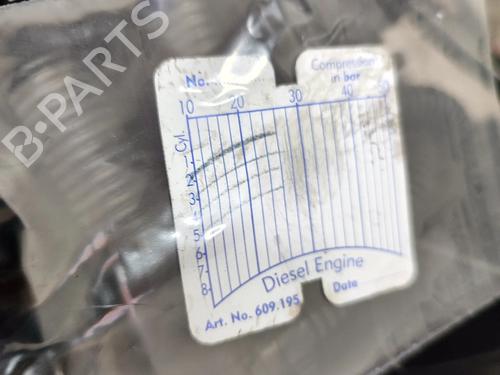 B-PARTS
No.
Compression
in bar
10 20 30 40 50
Cyl.
1
2
3
4
5
6
7
8
Diesel Engine
Art. No. 609.195
Date